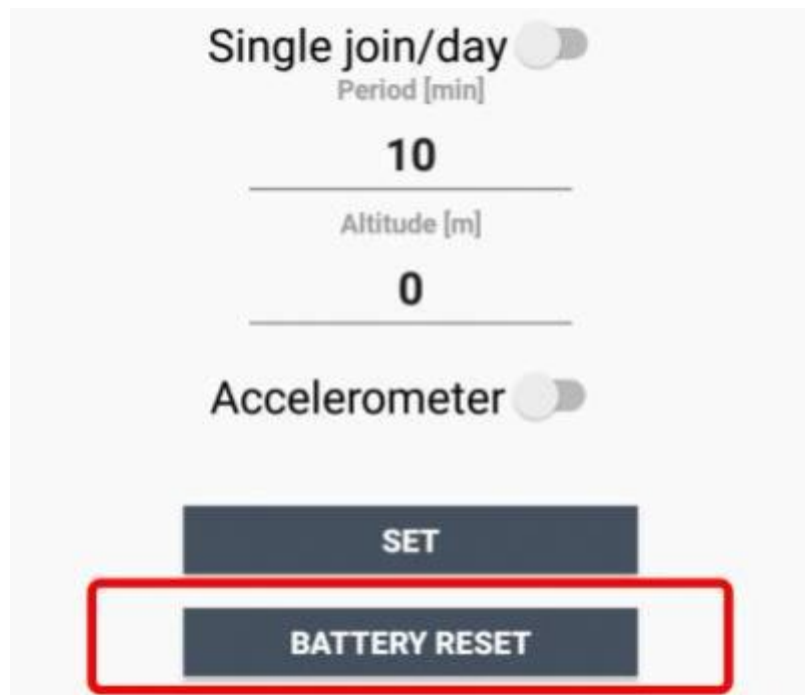 Single join/day
Period [min]
10
Altitude [m]
0
Accelerometer
SET
BATTERY RESET